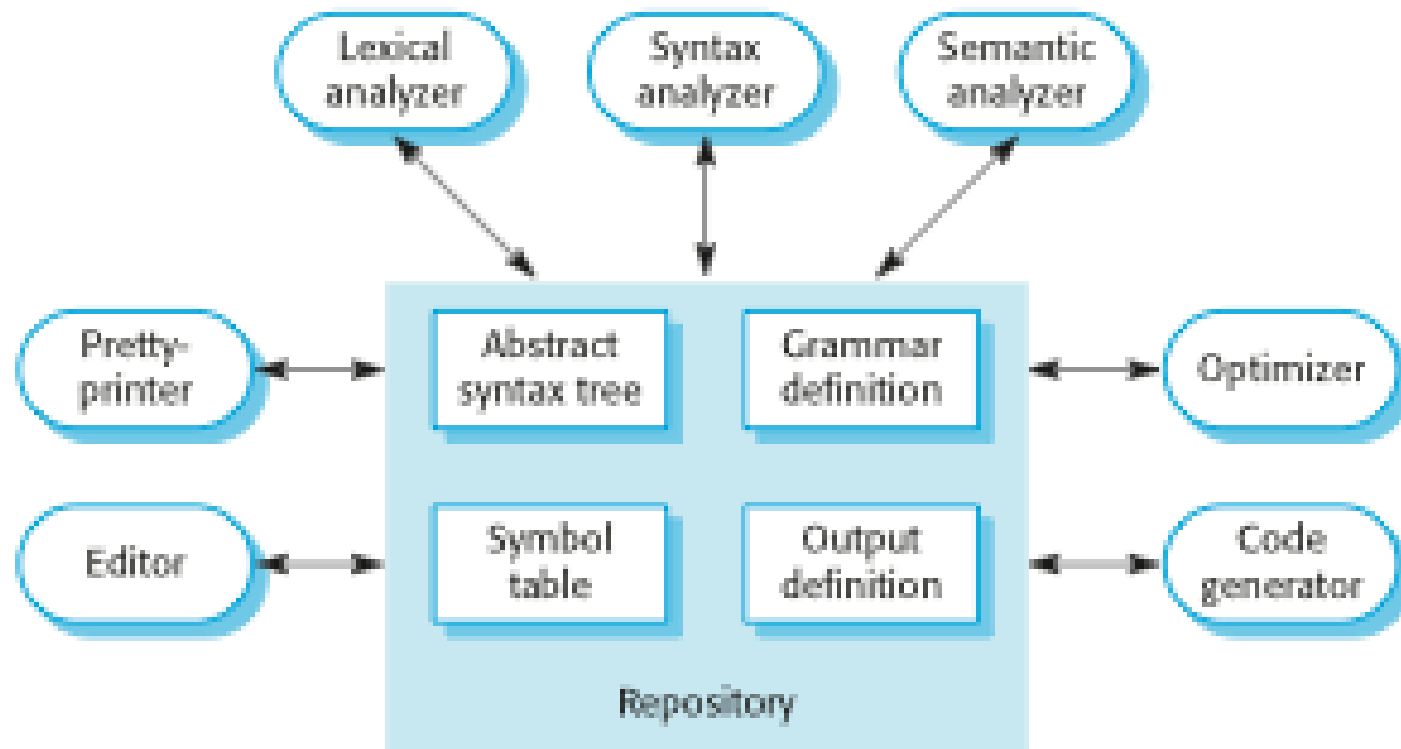 Lexical
analyzer
Syntax
analyzer
Semantic
analyzer
Pretty-
printer
Abstract
syntax tree
Grammar
definition
Optimizer
Editor
Symbol
table
Output
definition
Code
generator
Repository